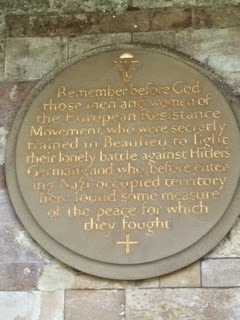 Remember before God
those men and women of
the European Resistance
Movement who were secretly
trained in Beaulieu to fight
their lonely battle against Hitler's
Germany and who, before enter-
ing Nazi-occupied territory
here found some measure
of the peace for which
they fought